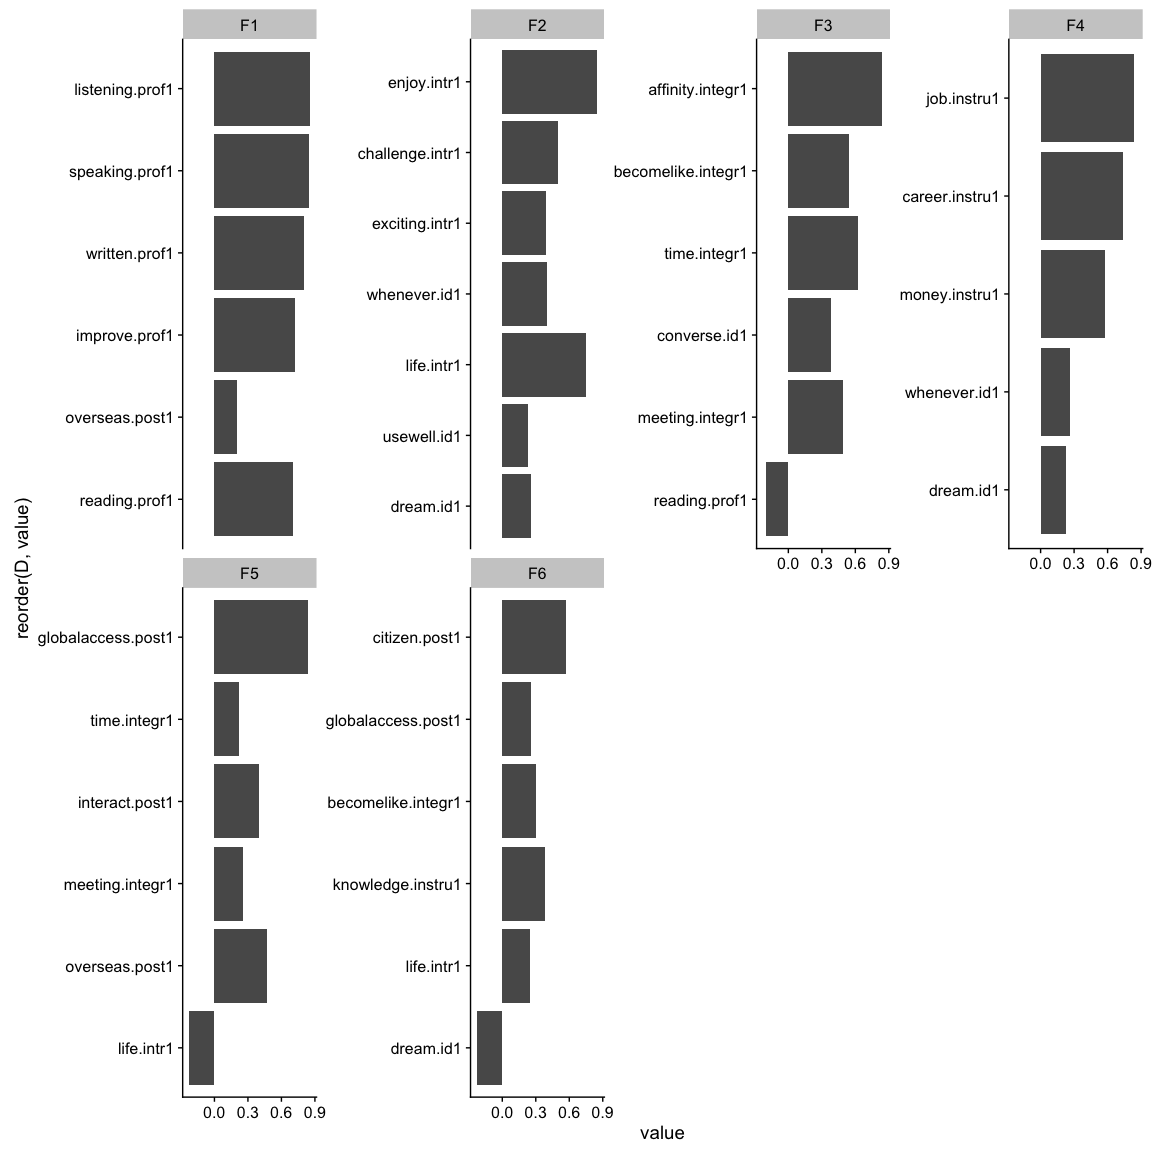 F1
listening.prof1
speaking.prof1
written.prof1
improve.prof1
overseas.post1
reading.prof1
F2
enjoy.intr1
challenge.intr1
exciting.intr1
whenever.id1
life.intr1
usewell.id1
dream.id1
F3
affinity.integr1
becomelike.integr1
time.integr1
converse.id1
meeting.integr1
reading.prof1
0.0 0.3 0.6 0.9
F4
job.instru1
career.instru1
money.instru1
whenever.id1
dream.id1
0.0 0.3 0.6 0.9
reorder(D, value)
F5
globalaccess.post1
time.integr1
interact.post1
meeting.integr1
overseas.post1
life.intr1
0.0 0.3 0.6 0.9
F6
citizen.post1
globalaccess.post1
becomelike.integr1
knowledge.instru1
life.intr1
dream.id1
0.0 0.3 0.6 0.9
value